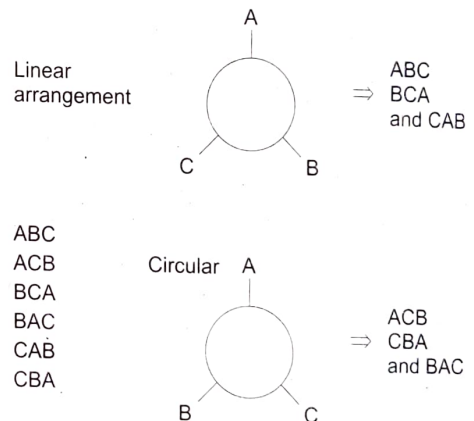 A
Linear
arrangement
C
B
⇒
ABC
BCA
and CAB
ABC
ACB
BCA
BAC
CAB
CBA
Circular
A
B
C
⇒
ACB
CBA
and BAC